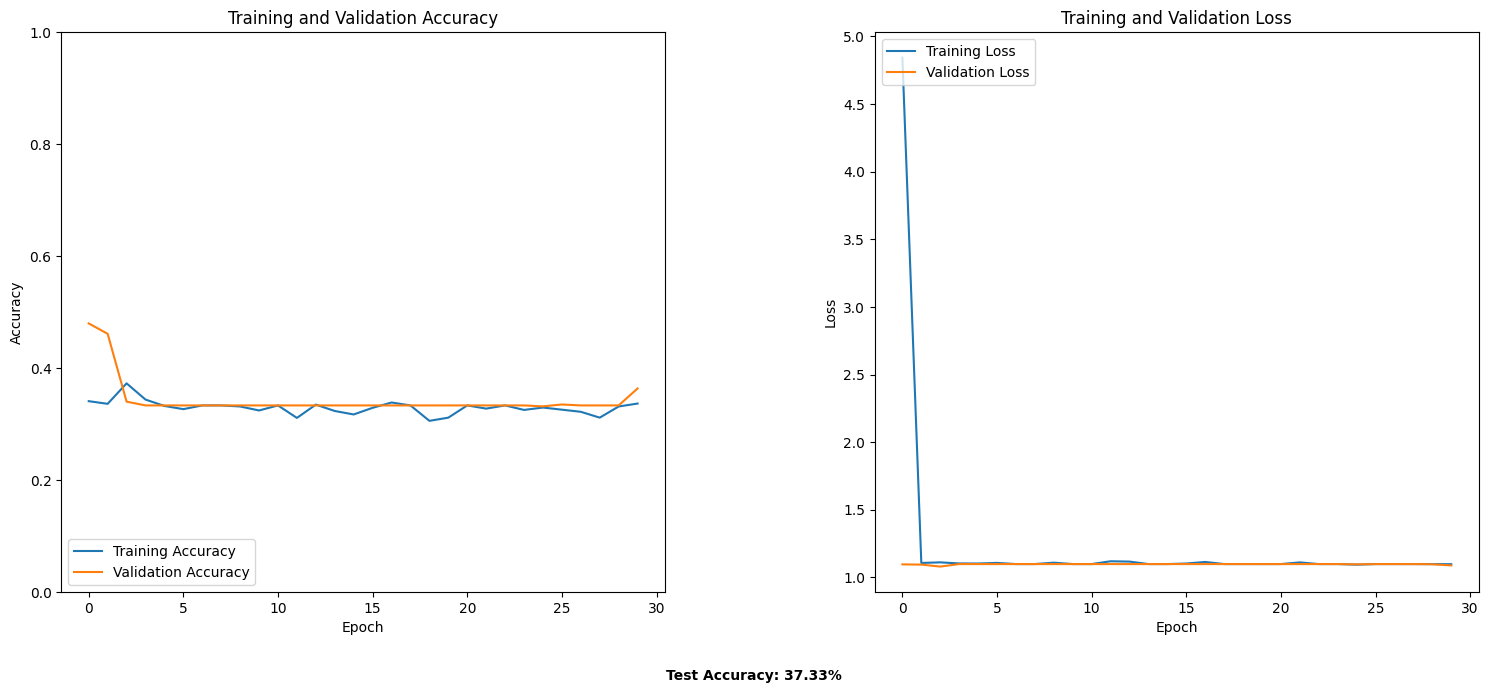 Training and Validation Accuracy
1.0
0.8
0.6
0.4
0.2
0.0
Accuracy
Training Accuracy
Validation Accuracy
0 5 10 15 20 25 30
Epoch
Training and Validation Loss
5.0
4.5
4.0
3.5
3.0
2.5
2.0
1.5
1.0
Loss
Training Loss
Validation Loss
0 5 10 15 20 25 30
Epoch
Test Accuracy: 37.33%